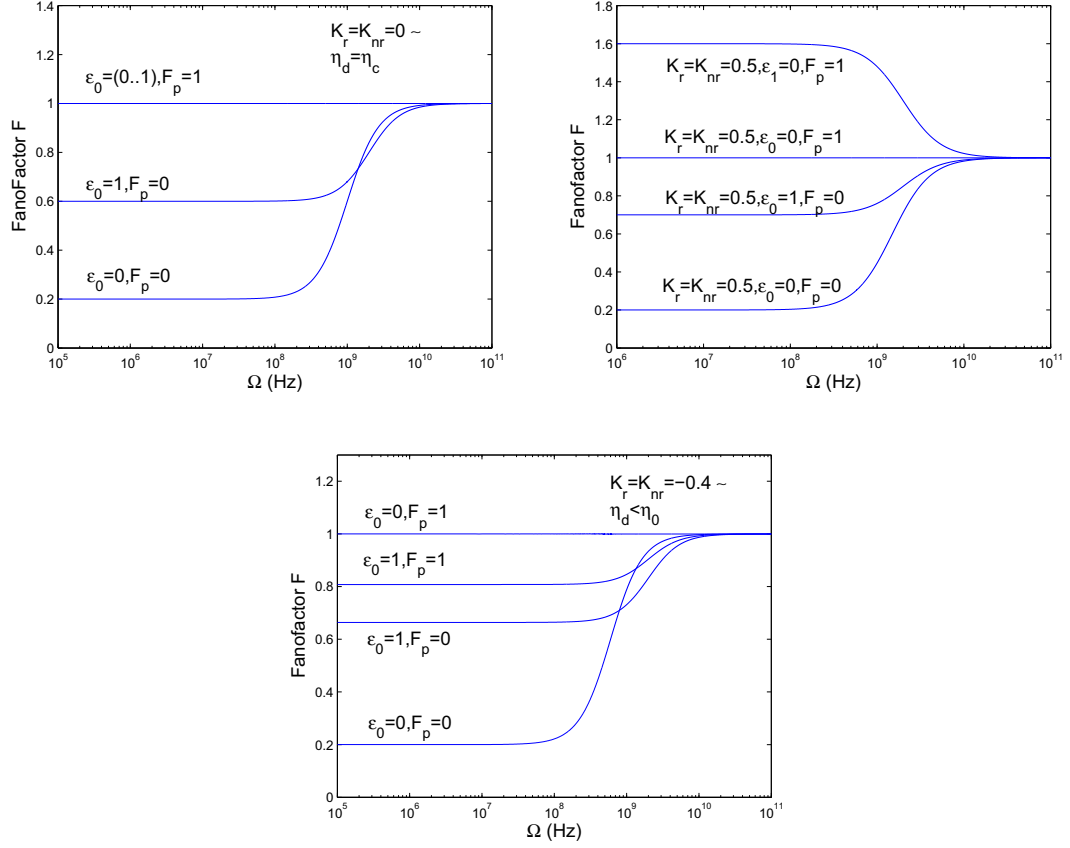 1.4
1.2
1
0.8
0.6
0.4
0.2
0
FanoFactor F
K_r=K_nr=0 ~
η_d=η_c
ε_0=(0..1),F_p=1
ε_0=1,F_p=0
ε_0=0,F_p=0
10^5 10^6 10^7 10^8 10^9 10^10 10^11
Ω (Hz)
1.8
1.6
1.4
1.2
1
0.8
0.6
0.4
0.2
0
Fanofactor F
K_r=K_nr=0.5,ε_1=0,F_p=1
K_r=K_nr=0.5,ε_0=0,F_p=1
K_r=K_nr=0.5,ε_0=1,F_p=0
K_r=K_nr=0.5,ε_0=0,F_p=0
10^6 10^7 10^8 10^9 10^10 10^11
Ω (Hz)
1.2
1
0.8
0.6
0.4
0.2
0
Fanofactor F
K_r=K_nr=−0.4 ~
η_d<η_0
ε_0=0,F_p=1
ε_0=1,F_p=1
ε_0=1,F_p=0
ε_0=0,F_p=0
10^5 10^6 10^7 10^8 10^9 10^10 10^11
Ω (Hz)